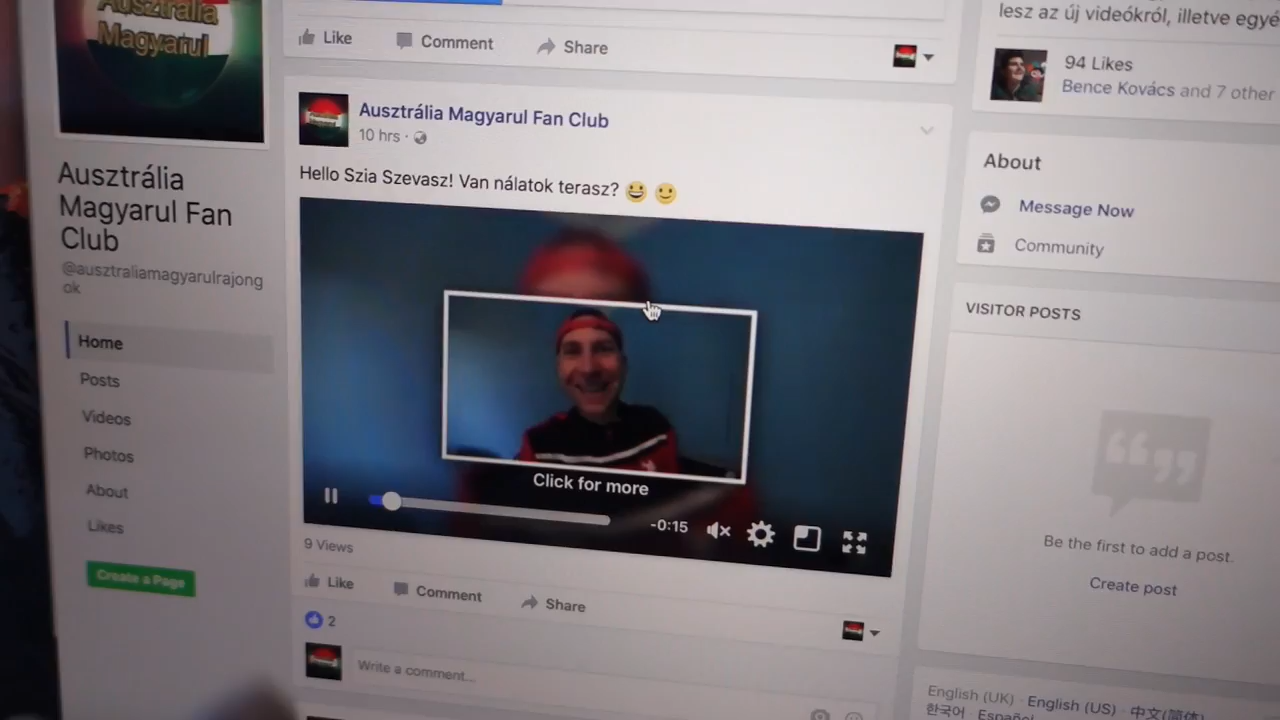 Ausztrália
Magyarul
Ausztrália
Magyarul Fan
Club
@ausztraliamagyarulrajong
ok
Home
Posts
Videos
Photos
About
Likes
Create a Page
Like Comment Share
Ausztrália Magyarul Fan Club
10 hrs ·
Hello Szia Szevasz! Van nálatok terasz? 😀 🙂
Click for more
-0:15
9 Views
Like Comment Share
2
Write a comment...
lesz az új videókról, illetve egyé
94 Likes
Bence Kovács and 7 other
About
Message Now
Community
VISITOR POSTS
Be the first to add a post.
Create post
English (UK) · English (US) · 中文(简体)
한국어 · Español